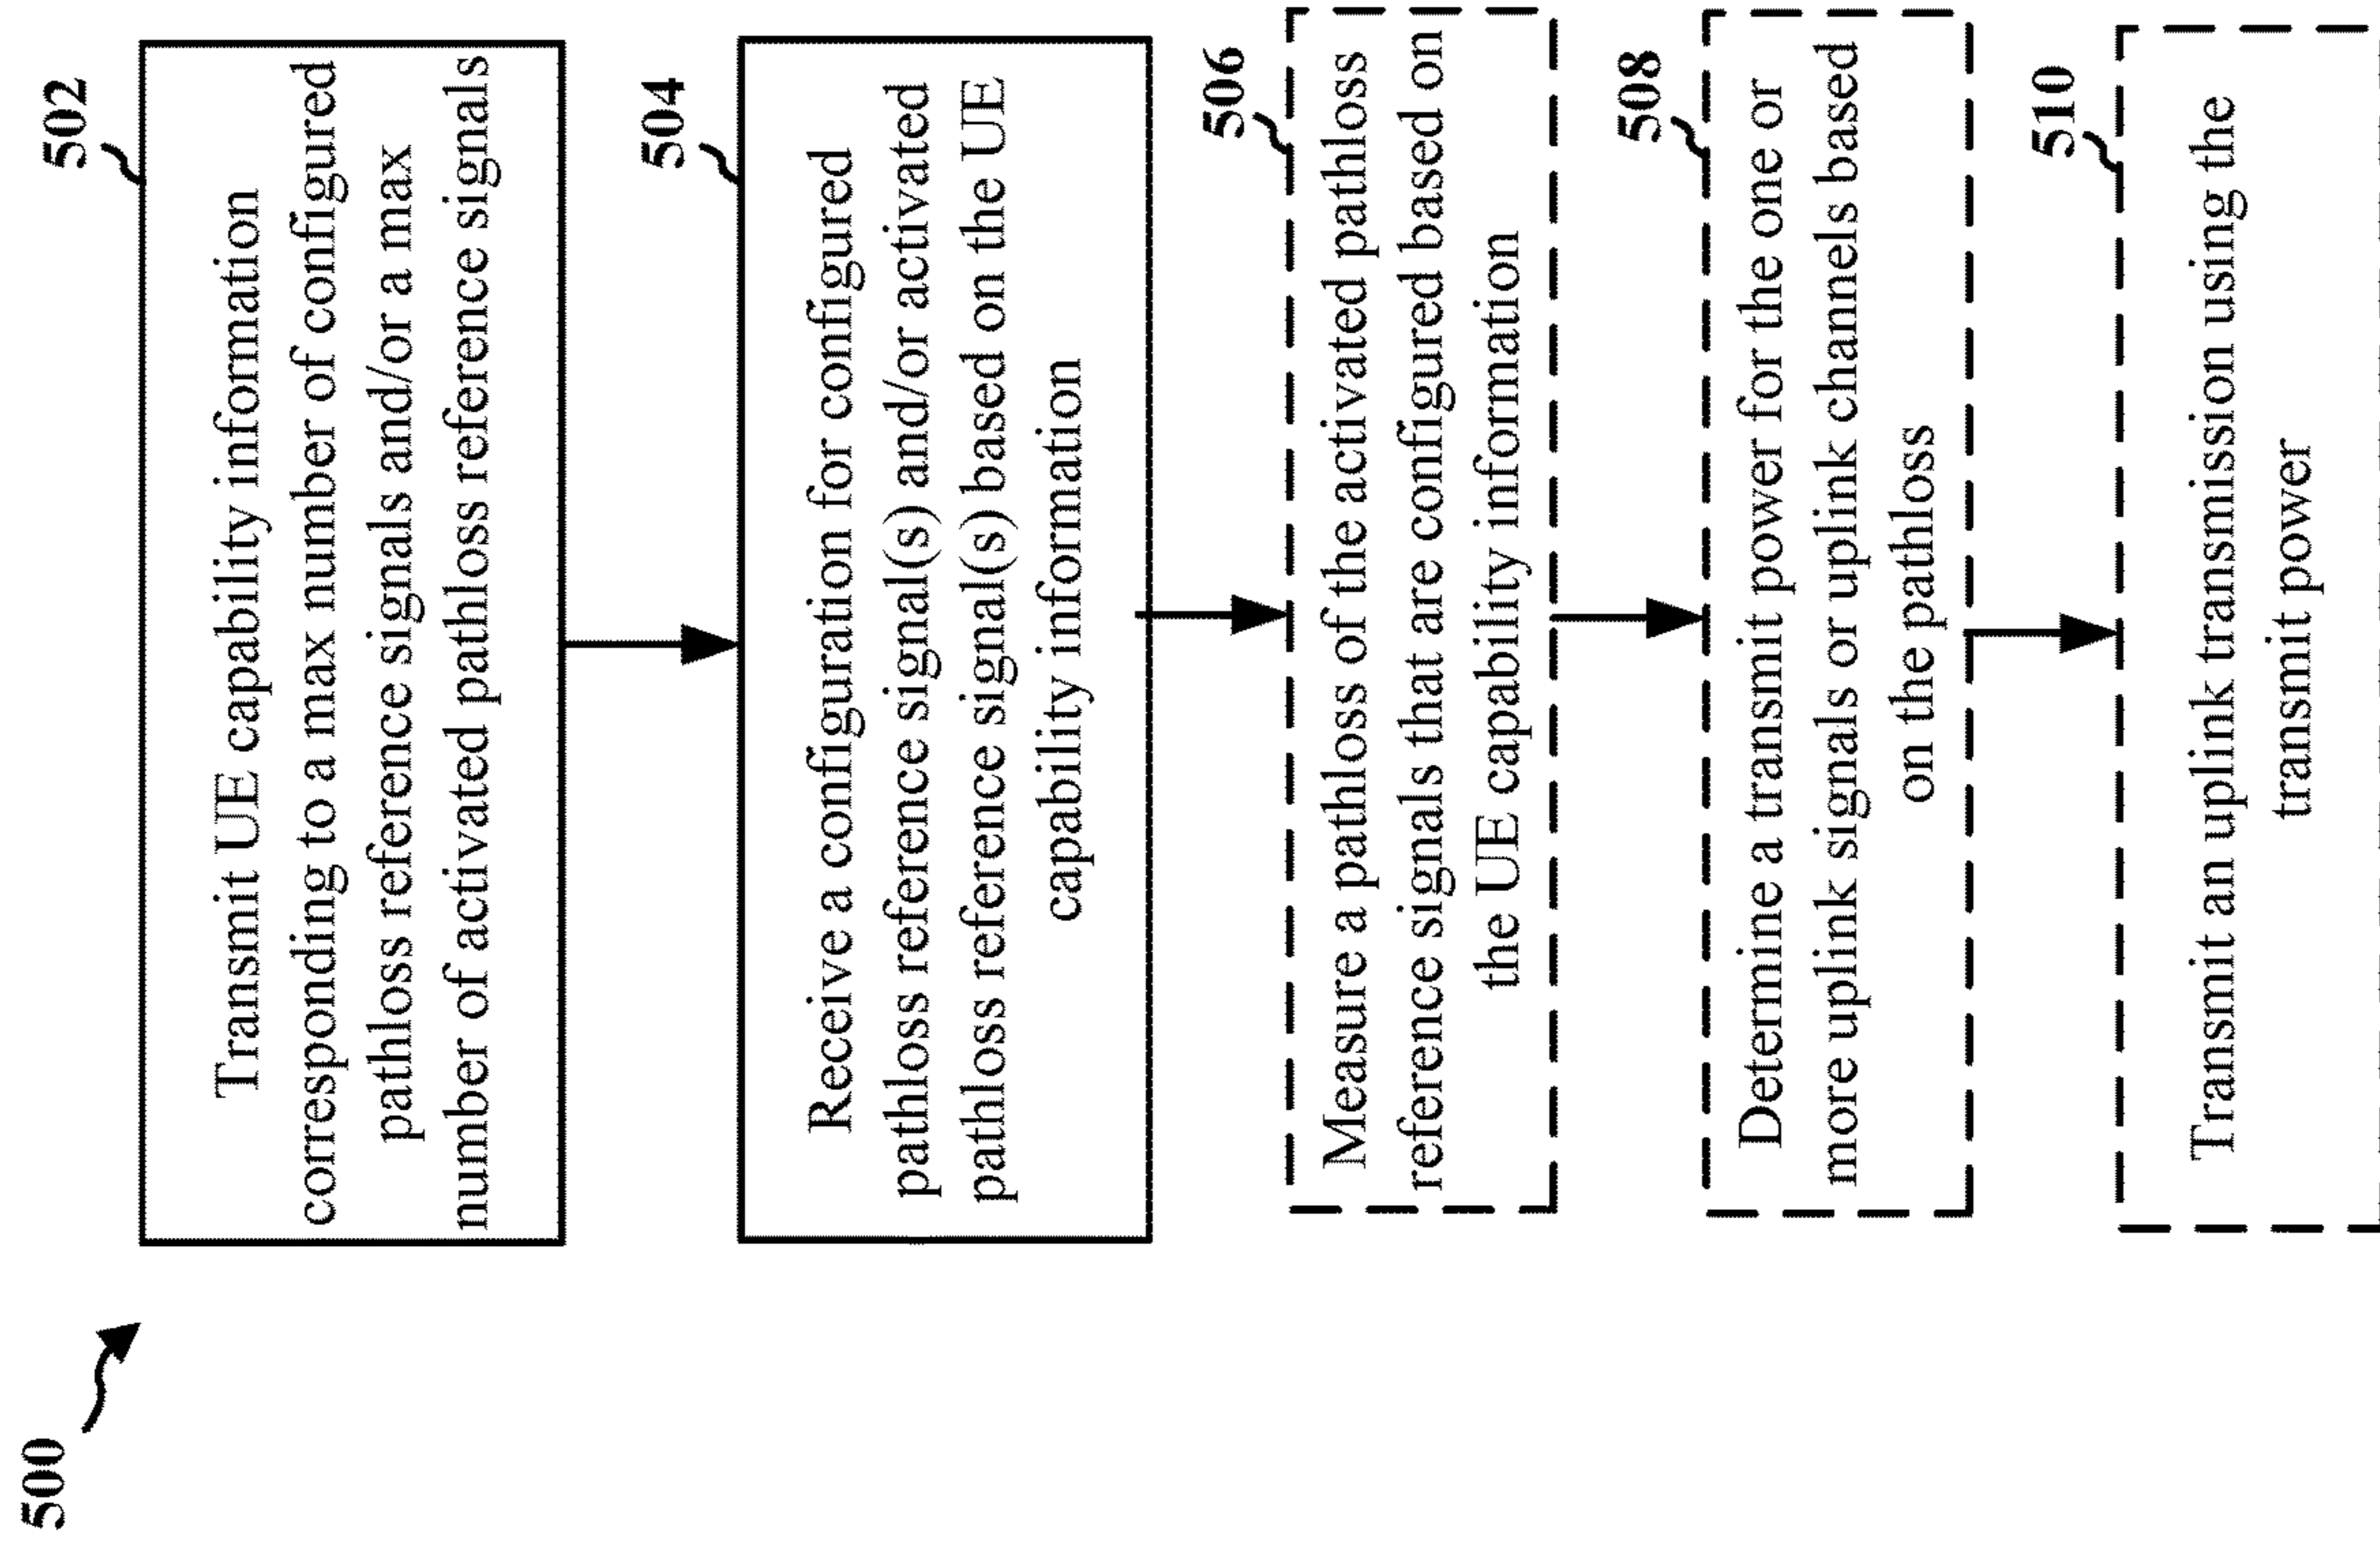 500
502
Transmit UE capability information
corresponding to a max number of configured
pathloss reference signals and/or a max
number of activated pathloss reference signals
504
Receive a configuration for configured
pathloss reference signal(s) and/or activated
pathloss reference signal(s) based on the UE
capability information
506
Measure a pathloss of the activated pathloss
reference signals that are configured based on
the UE capability information
508
Determine a transmit power for the one or
more uplink signals or uplink channels based
on the pathloss
510
Transmit an uplink transmission using the
transmit power